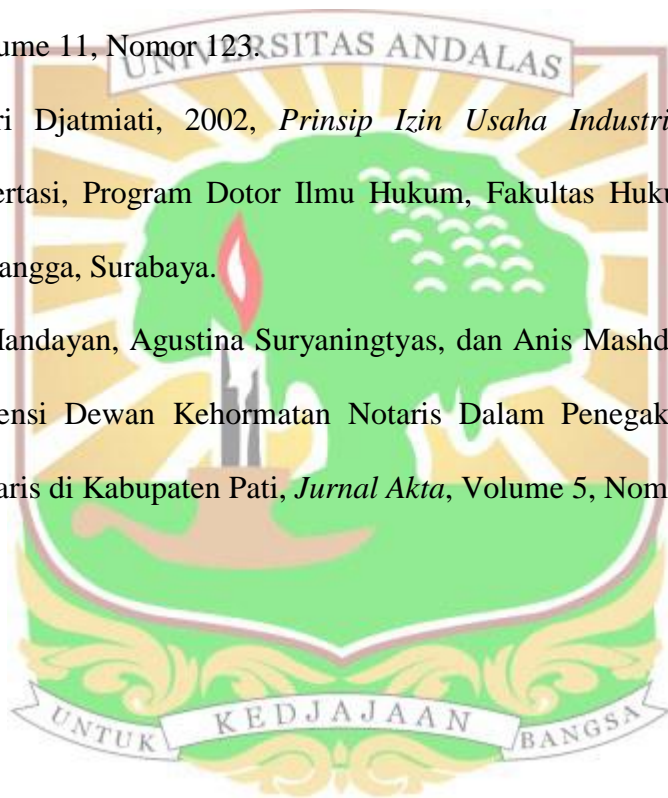 ume 11, Nomor 123.
UNIVERSITAS ANDALAS
ri Djatmiati, 2002, Prinsip Izin Usaha Industri
ertasi, Program Dotor Ilmu Hukum, Fakultas Huku
angga, Surabaya.
Handayan, Agustina Suryaningtyas, dan Anis Mashd
ensi Dewan Kehormatan Notaris Dalam Penegak
aris di Kabupaten Pati, Jurnal Akta, Volume 5, Nom
UNTUK KEDJAJAAN BANGSA